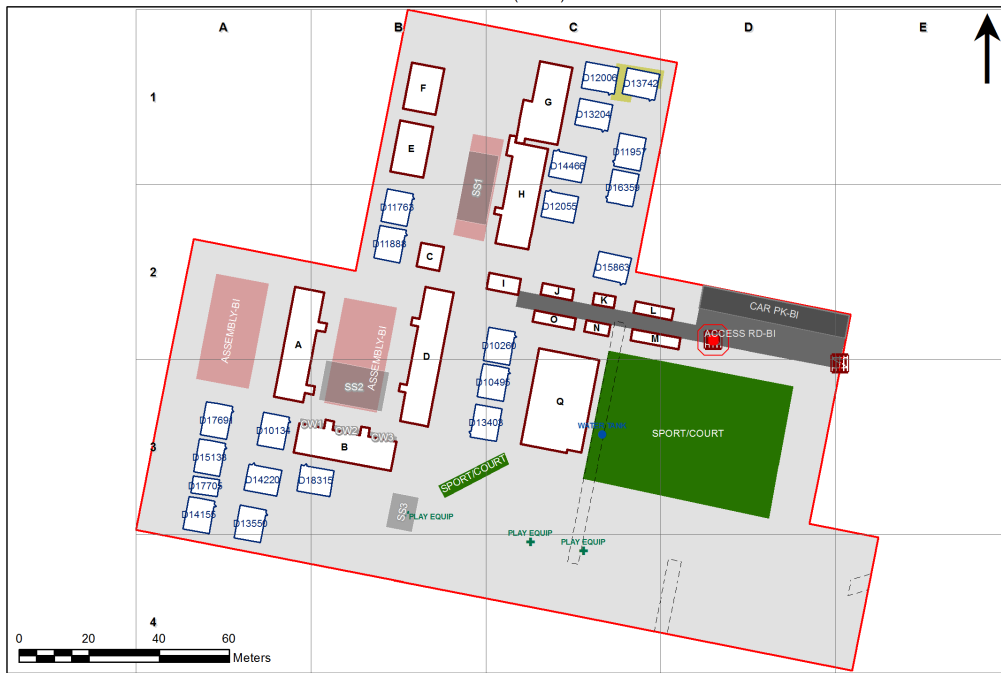 A B C D E
1
F
G
D12006
D13742
D13204
E
D11957
D14466
SS1
D16359
H
D11763
D12055
D11888
C
2
D15863
I
J
K
L
CAR PK-BI
ASSEMBLY-BI
ASSEMBLY-BI
O
N
M
ACCESS RD-BI
A
D
D10260
SS2
D10495
Q
D17691
D10134
CW1
CW2
CW3
D13403
WATER TANK
SPORT/COURT
B
3
D15138
D14220
D18315
SPORT/COURT
D17705
D14155
D13550
SS3
PLAY EQUIP
PLAY EQUIP
PLAY EQUIP
4
0 20 40 60
Meters